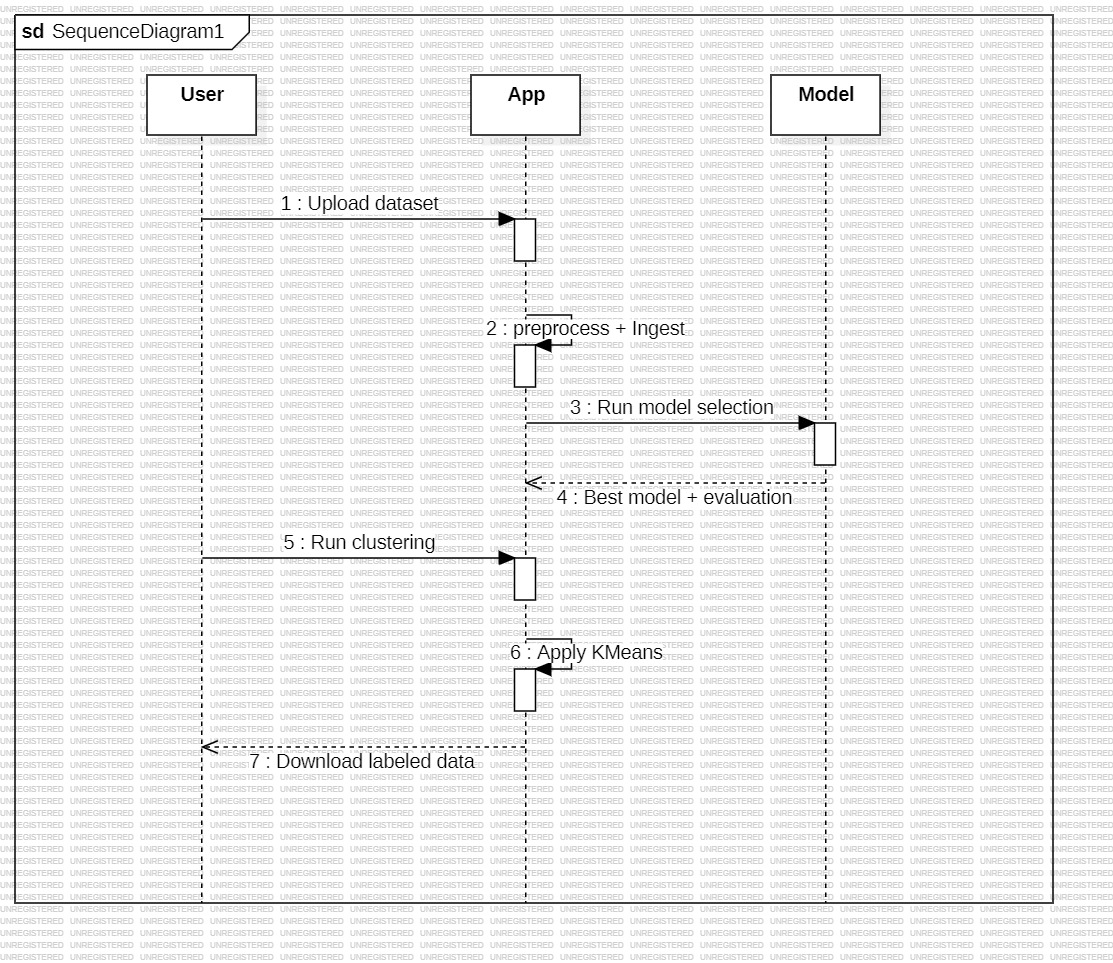 sd SequenceDiagram1
User App Model
1 : Upload dataset
2 : preprocess + Ingest
3 : Run model selection
4 : Best model + evaluation
5 : Run clustering
6 : Apply KMeans
7 : Download labeled data
UNREGISTERED